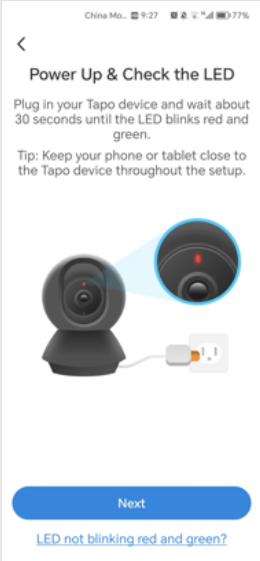 China Mo... 9:27 77%
Power Up & Check the LED
Plug in your Tapo device and wait about
30 seconds until the LED blinks red and
green.
Tip: Keep your phone or tablet close to
the Tapo device throughout the setup.
Next
LED not blinking red and green?